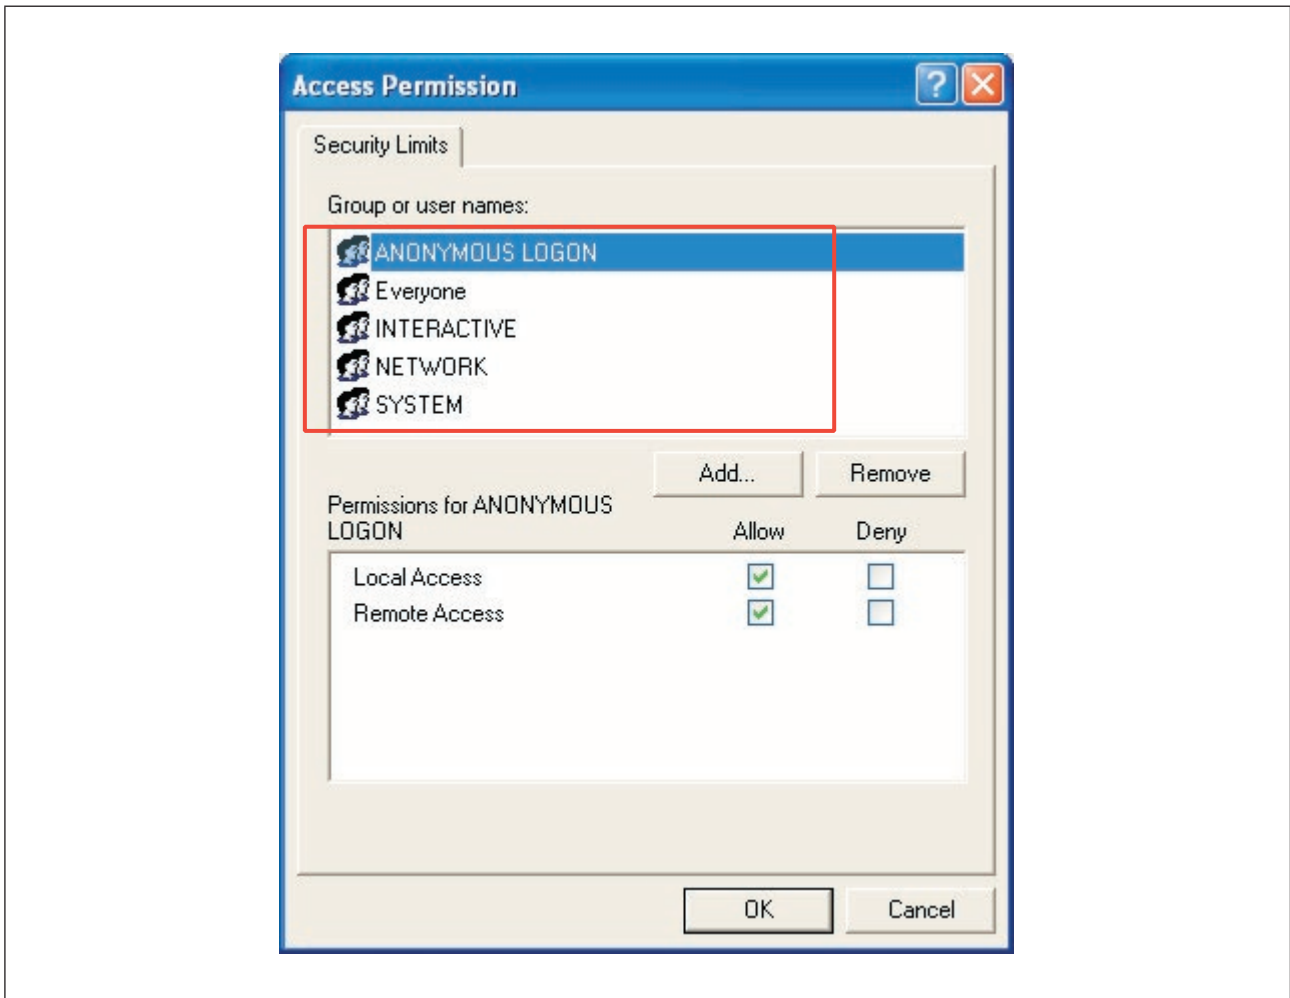 Access Permission
Security Limits
Group or user names:
ANONYMOUS LOGON
Everyone
INTERACTIVE
NETWORK
SYSTEM
Add... Remove
Permissions for ANONYMOUS
LOGON Allow Deny
Local Access
Remote Access
OK Cancel